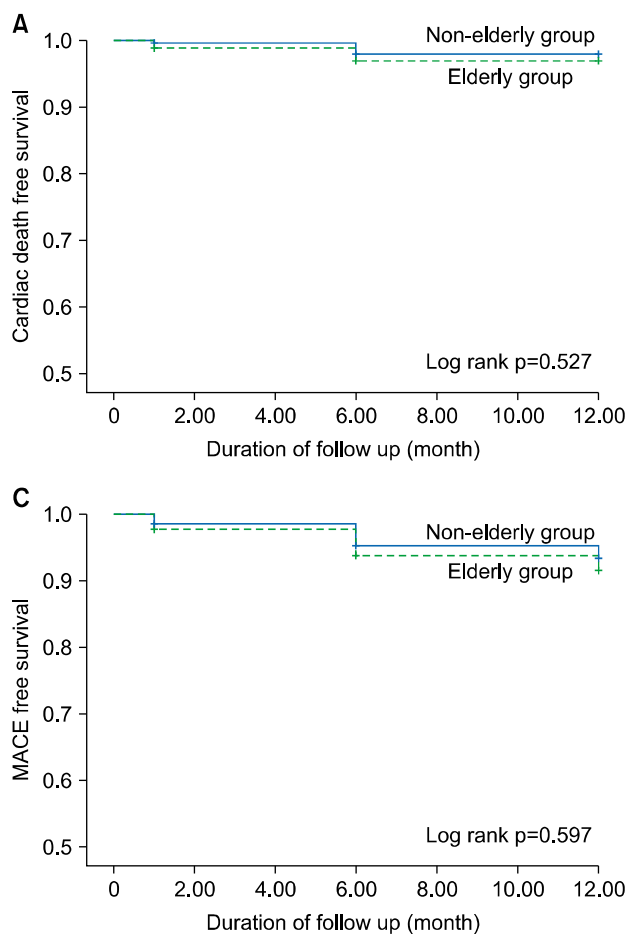 A
1.0
0.9
0.8
0.7
0.6
0.5
Cardiac death free survival
Non-elderly group
Elderly group
Log rank p=0.527
0 2.00 4.00 6.00 8.00 10.00 12.00
Duration of follow up (month)
C
1.0
0.9
0.8
0.7
0.6
0.5
MACE free survival
Non-elderly group
Elderly group
Log rank p=0.597
0 2.00 4.00 6.00 8.00 10.00 12.00
Duration of follow up (month)